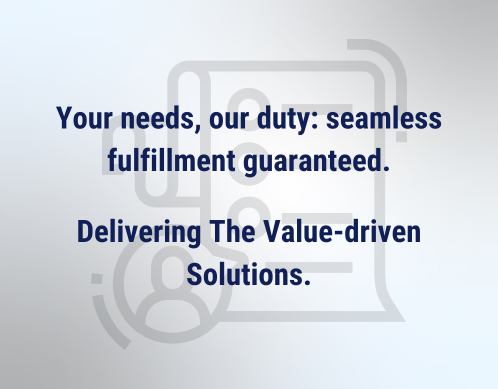 Your needs, our duty: seamless
fulfillment guaranteed.
Delivering The Value-driven
Solutions.